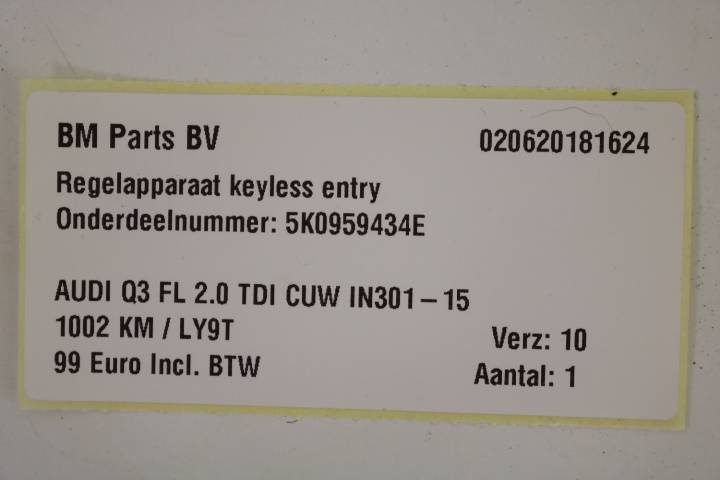 BM Parts BV 020620181624
Regelapparaat keyless entry
Onderdeelnummer: 5K0959434E
AUDI Q3 FL 2.0 TDI CUW IN301-15
1002 KM / LY9T Verz: 10
99 Euro Incl. BTW Aantal: 1